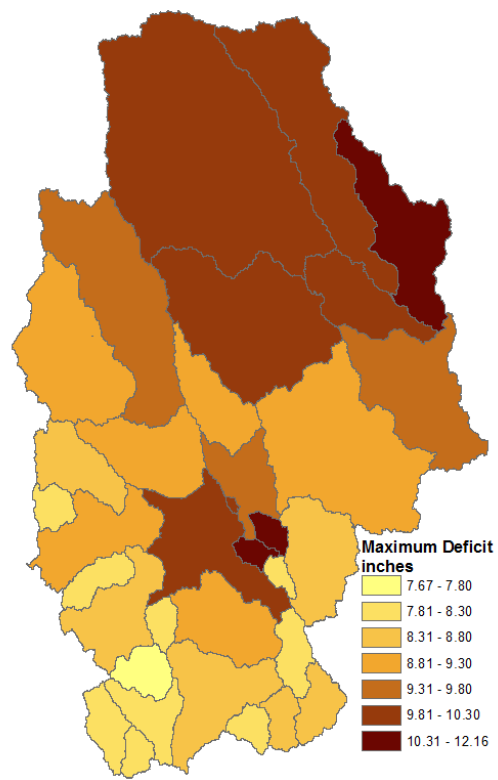 Maximum Deficit
inches
7.67 - 7.80
7.81 - 8.30
8.31 - 8.80
8.81 - 9.30
9.31 - 9.80
9.81 - 10.30
10.31 - 12.16